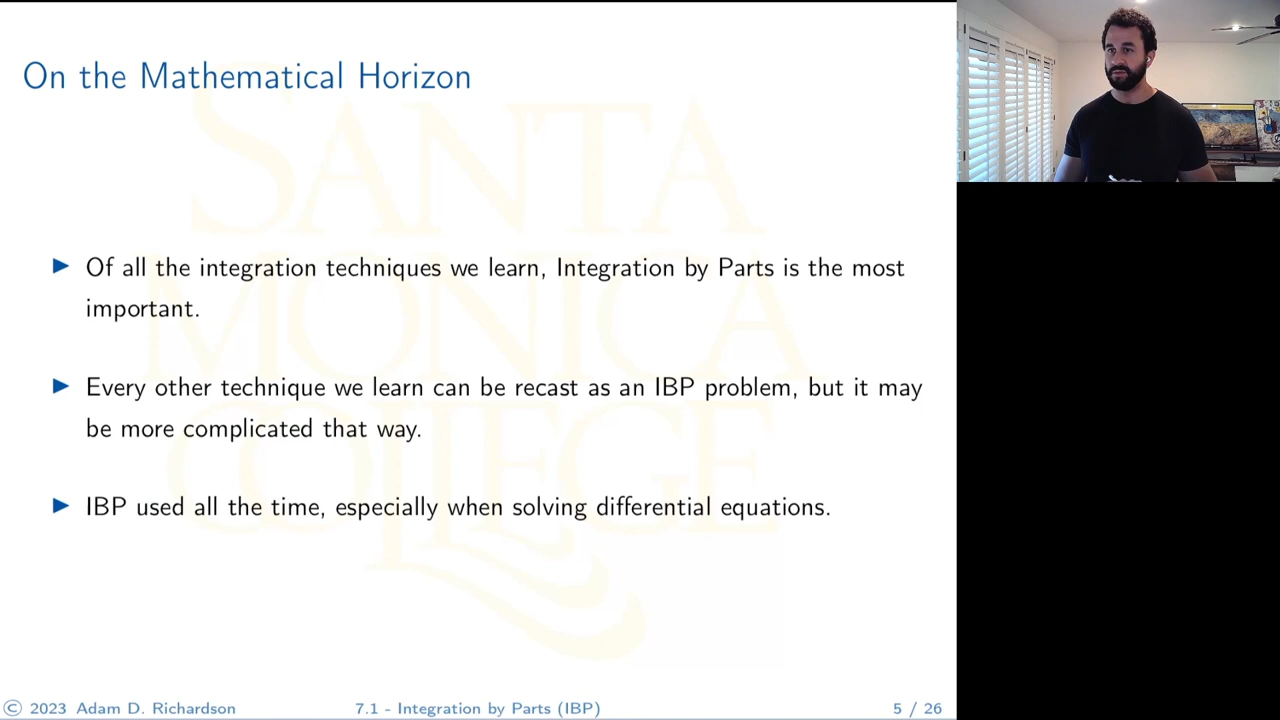 On the Mathematical Horizon
SANTA
MONICA
COLLEGE
▶ Of all the integration techniques we learn, Integration by Parts is the most
important.
▶ Every other technique we learn can be recast as an IBP problem, but it may
be more complicated that way.
▶ IBP used all the time, especially when solving differential equations.
© 2023 Adam D. Richardson
7.1 - Integration by Parts (IBP)
5 / 26